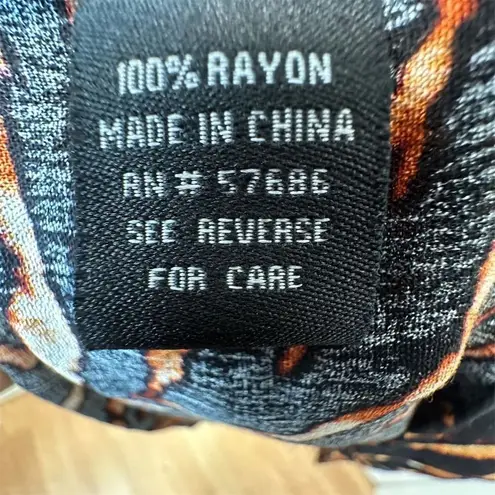 100% RAYON
MADE IN CHINA
RN # 57686
SEE REVERSE
FOR CARE